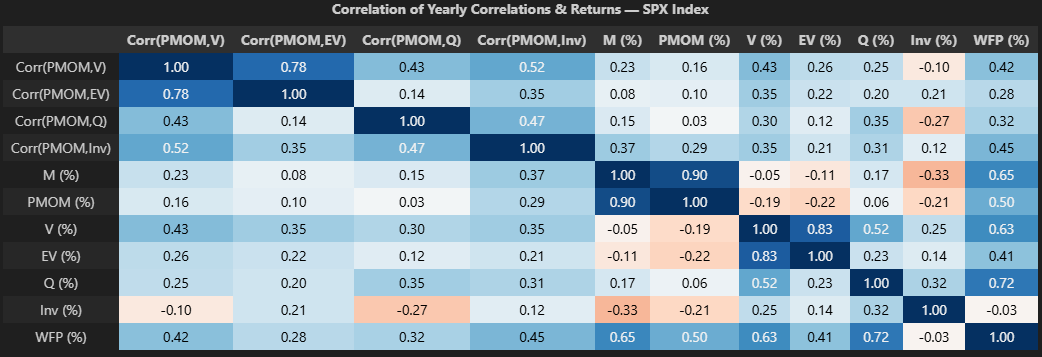 Correlation of Yearly Correlations & Returns — SPX Index
Corr(PMOM,V) Corr(PMOM,EV) Corr(PMOM,Q) Corr(PMOM,Inv) M (%) PMOM (%) V (%) EV (%) Q (%) Inv (%) WFP (%)
Corr(PMOM,V) 1.00 0.78 0.43 0.52 0.23 0.16 0.43 0.26 0.25 -0.10 0.42
Corr(PMOM,EV) 0.78 1.00 0.14 0.35 0.08 0.10 0.35 0.22 0.20 0.21 0.28
Corr(PMOM,Q) 0.43 0.14 1.00 0.47 0.15 0.03 0.30 0.12 0.35 -0.27 0.32
Corr(PMOM,Inv) 0.52 0.35 0.47 1.00 0.37 0.29 0.35 0.21 0.31 0.12 0.45
M (%) 0.23 0.08 0.15 0.37 1.00 0.90 -0.05 -0.11 0.17 -0.33 0.65
PMOM (%) 0.16 0.10 0.03 0.29 0.90 1.00 -0.19 -0.22 0.06 -0.21 0.50
V (%) 0.43 0.35 0.30 0.35 -0.05 -0.19 1.00 0.83 0.52 0.25 0.63
EV (%) 0.26 0.22 0.12 0.21 -0.11 -0.22 0.83 1.00 0.23 0.14 0.41
Q (%) 0.25 0.20 0.35 0.31 0.17 0.06 0.52 0.23 1.00 0.32 0.72
Inv (%) -0.10 0.21 -0.27 0.12 -0.33 -0.21 0.25 0.14 0.32 1.00 -0.03
WFP (%) 0.42 0.28 0.32 0.45 0.65 0.50 0.63 0.41 0.72 -0.03 1.00